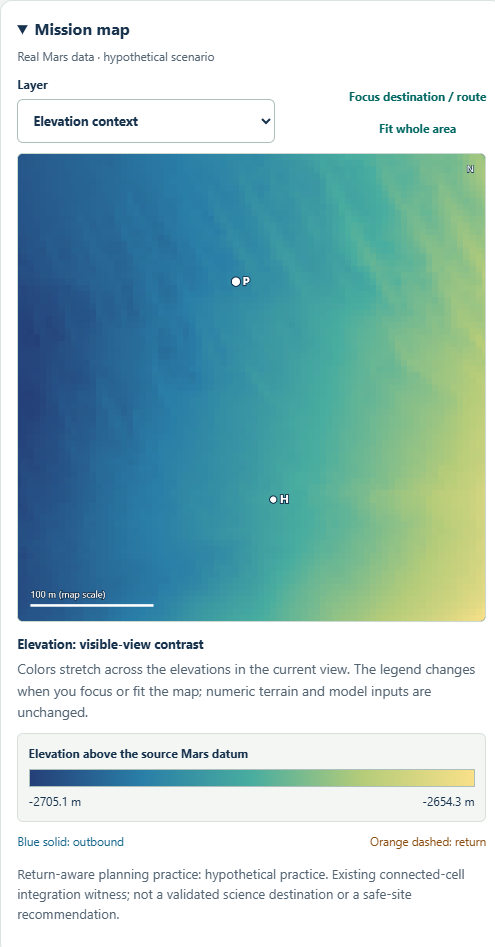 ▼ Mission map
Real Mars data · hypothetical scenario
Layer
Elevation context
Focus destination / route
Fit whole area
N
P
H
100 m (map scale)
Elevation: visible-view contrast
Colors stretch across the elevations in the current view. The legend changes
when you focus or fit the map; numeric terrain and model inputs are
unchanged.
Elevation above the source Mars datum
-2705.1 m
-2654.3 m
Blue solid: outbound
Orange dashed: return
Return-aware planning practice: hypothetical practice. Existing connected-cell
integration witness; not a validated science destination or a safe-site
recommendation.